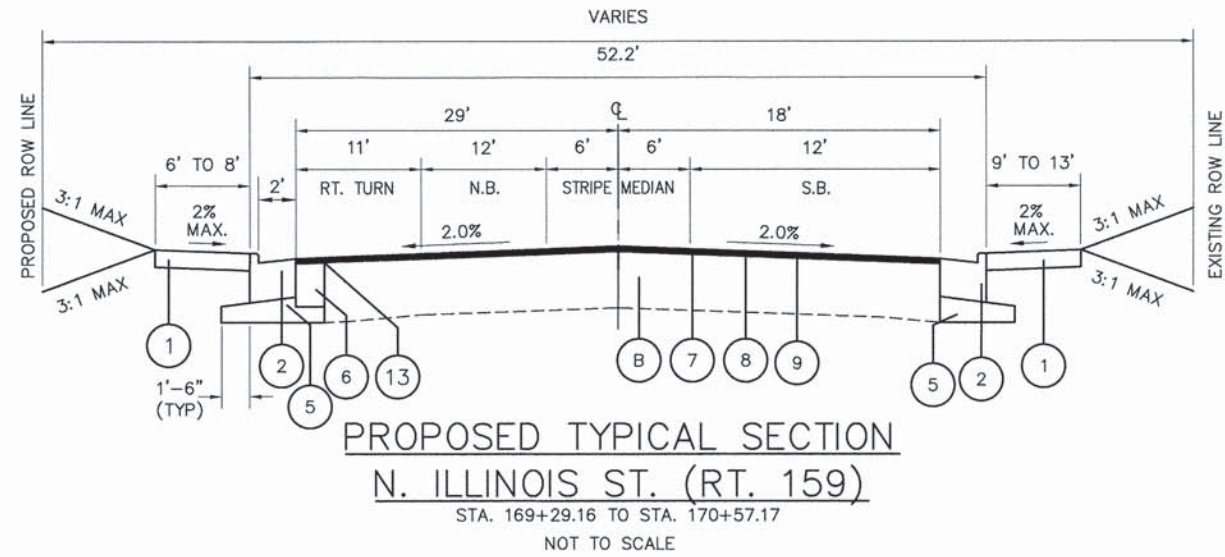 VARIES
52.2'
PROPOSED ROW LINE
EXISTING ROW LINE
℄
29'
18'
6' TO 8'
2'
11'
12'
6'
6'
12'
9' TO 13'
RT. TURN
N.B.
STRIPE MEDIAN
S.B.
3:1 MAX
2% MAX.
2.0%
2.0%
2% MAX.
3:1 MAX
3:1 MAX
3:1 MAX
1
2
5
6
13
B
7
8
9
5
2
1
1'-6"
(TYP)
PROPOSED TYPICAL SECTION
N. ILLINOIS ST. (RT. 159)
STA. 169+29.16 TO STA. 170+57.17
NOT TO SCALE